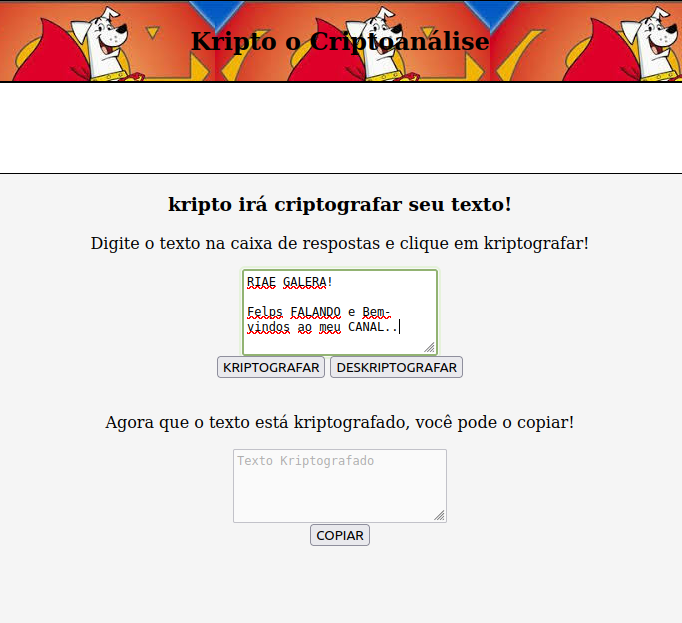 Kripto o Criptoanálise
kripto irá criptografar seu texto!
Digite o texto na caixa de respostas e clique em kriptografar!
RIAE GALERA!
Felps FALANDO e Bem-
vindos ao meu CANAL..
KRIPTOGRAFAR DESKRIPTOGRAFAR
Agora que o texto está kriptografado, você pode o copiar!
Texto Kriptografado
COPIAR